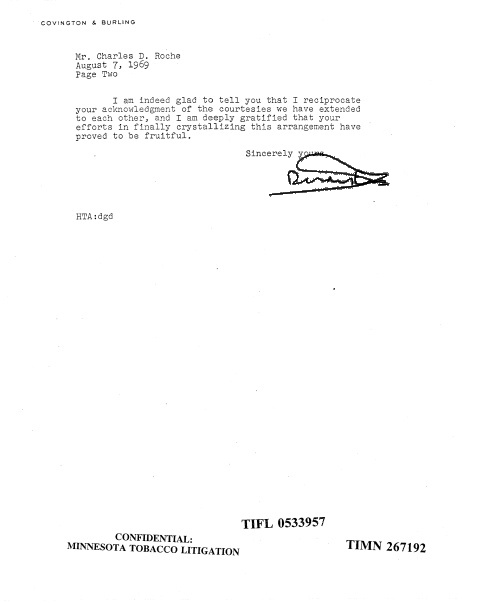 COVINGTON & BURLING
Mr. Charles D. Roche
August 7, 1969
Page Two
I am indeed glad to tell you that I reciprocate
your acknowledgment of the courtesies we have extended
to each other, and I am deeply gratified that your
efforts in finally crystallizing this arrangement have
proved to be fruitful.
Sincerely yours
HTA:dgd
TIFL 0533957
CONFIDENTIAL:
MINNESOTA TOBACCO LITIGATION
TIMN 267192